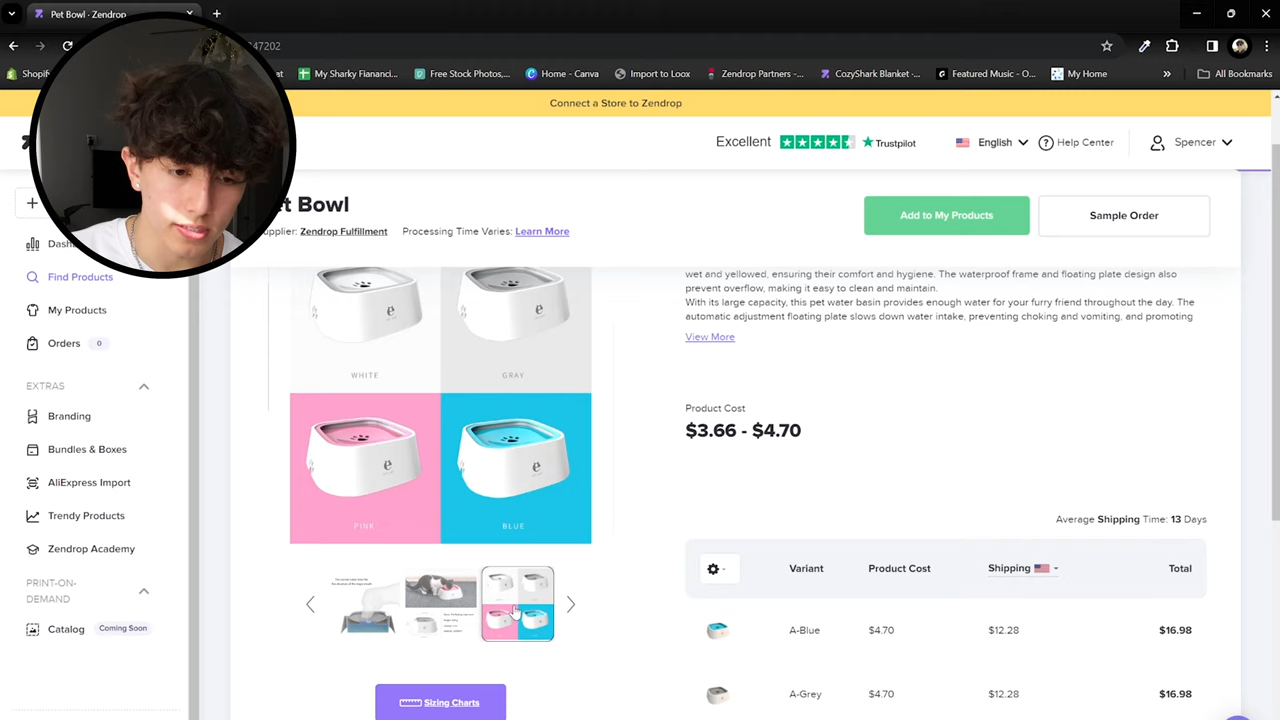 Pet Bowl · Zendrop
47202
Shopif
at
My Sharky Fiananci...
Free Stock Photos,...
Home - Canva
Import to Loox
Zendrop Partners -...
CozyShark Blanket -...
Featured Music - O...
My Home
»
All Bookmarks
Connect a Store to Zendrop
Excellent
Trustpilot
English
Help Center
Spencer
t Bowl
Add to My Products
Sample Order
upplier: Zendrop Fulfillment
Processing Time Varies: Learn More
Dash
Find Products
My Products
Orders 0
EXTRAS
Branding
Bundles & Boxes
AliExpress Import
Trendy Products
Zendrop Academy
PRINT-ON-
DEMAND
Catalog Coming Soon
WHITE
GRAY
PINK
BLUE
Sizing Charts
wet and yellowed, ensuring their comfort and hygiene. The waterproof frame and floating plate design also
prevent overflow, making it easy to clean and maintain.
With its large capacity, this pet water basin provides enough water for your furry friend throughout the day. The
automatic adjustment floating plate slows down water intake, preventing choking and vomiting, and promoting
View More
Product Cost
$3.66 - $4.70
Average Shipping Time: 13 Days
Variant Product Cost Shipping Total
A-Blue $4.70 $12.28 $16.98
A-Grey $4.70 $12.28 $16.98